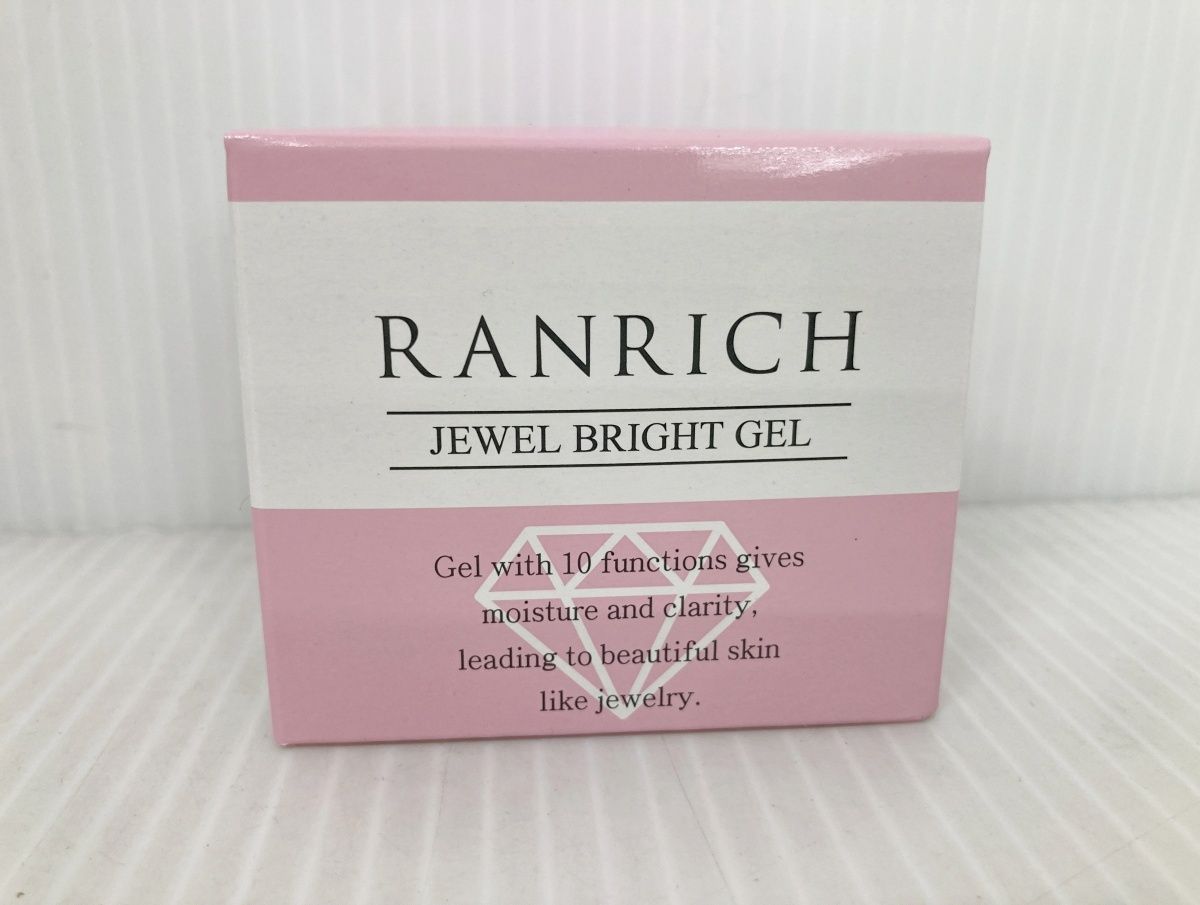 RANRICH
JEWEL BRIGHT GEL
Gel with 10 functions gives
moisture and clarity,
leading to beautiful skin
like jewelry.